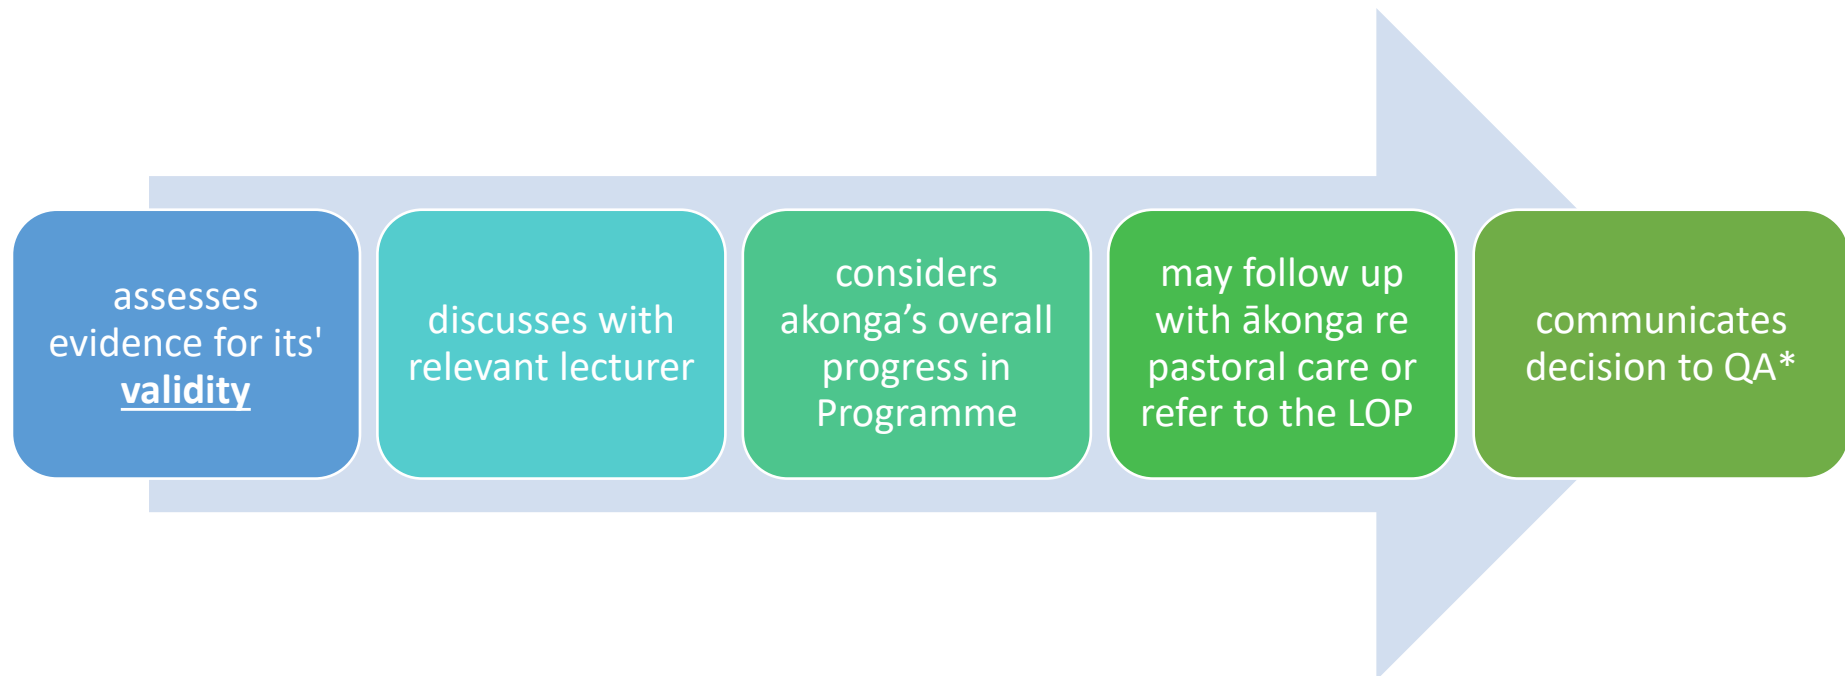 assesses
evidence for its'
validity
discusses with
relevant lecturer
considers
akonga’s overall
progress in
Programme
may follow up
with ākonga re
pastoral care or
refer to the LOP
communicates
decision to QA*